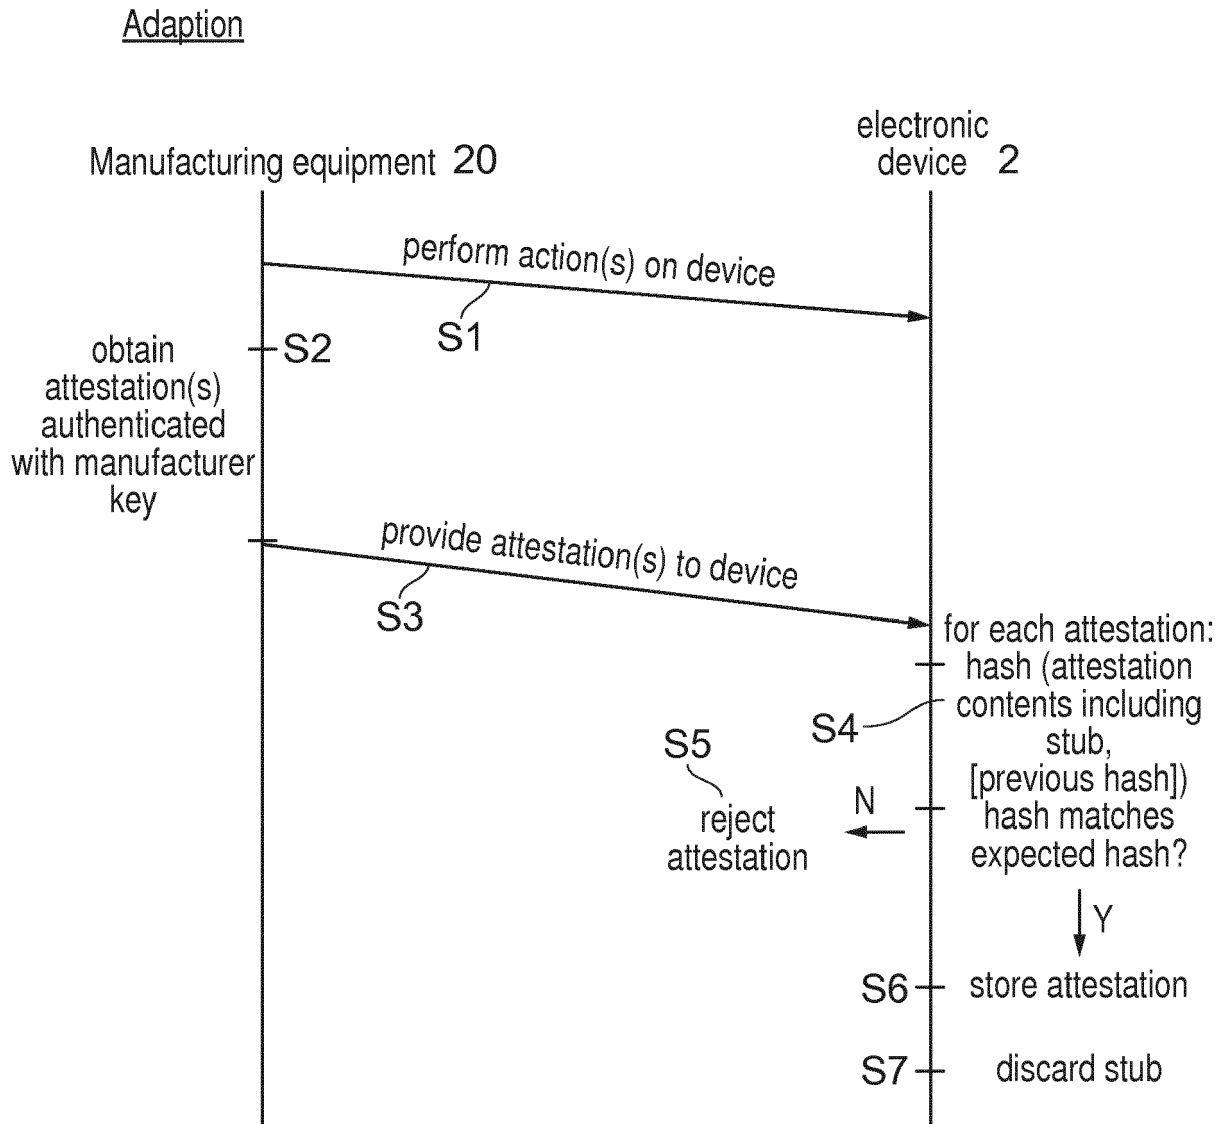 Adaption
electronic
device 2
Manufacturing equipment 20
perform action(s) on device
S1
S2
obtain
attestation(s)
authenticated
with manufacturer
key
provide attestation(s) to device
S3
for each attestation:
hash (attestation
contents including
stub,
[previous hash])
hash matches
expected hash?
S4
S5
N
reject
attestation
Y
S6
store attestation
S7
discard stub